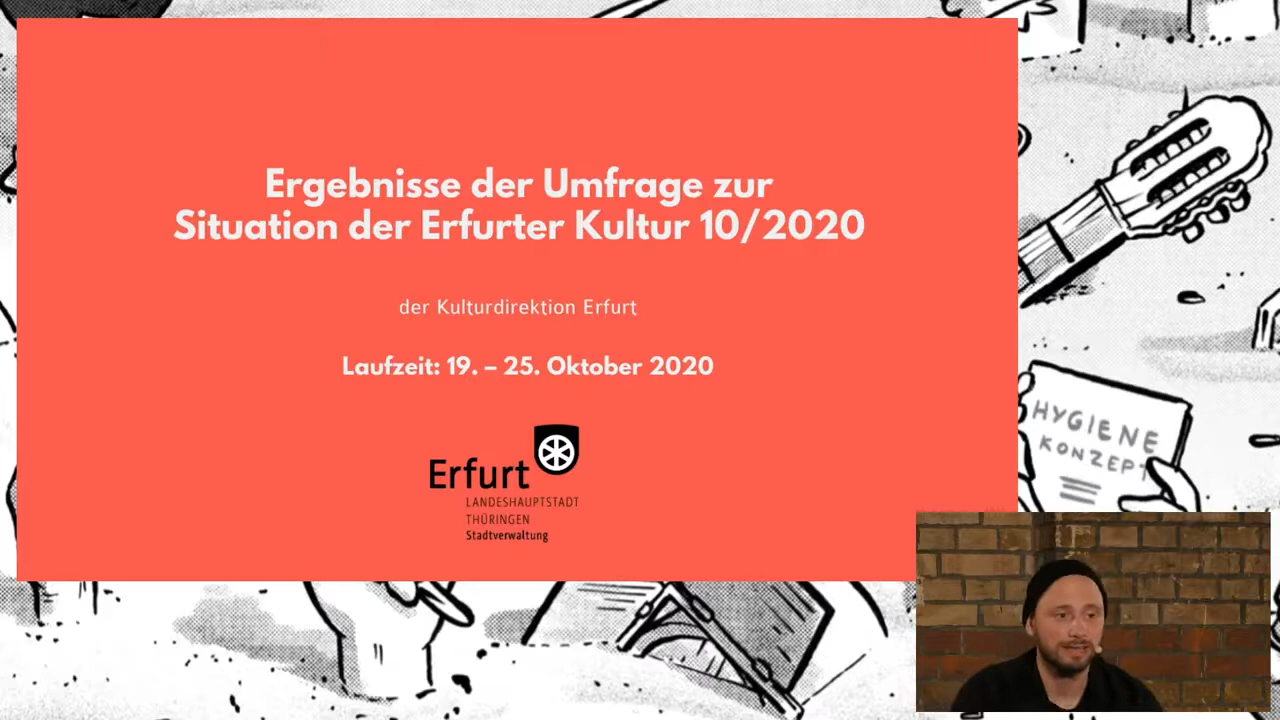 Ergebnisse der Umfrage zur
Situation der Erfurter Kultur 10/2020
der Kulturdirektion Erfurt
Laufzeit: 19. – 25. Oktober 2020
Erfurt
LANDESHAUPTSTADT
THÜRINGEN
Stadtverwaltung
HYGIENE
KONZEPT